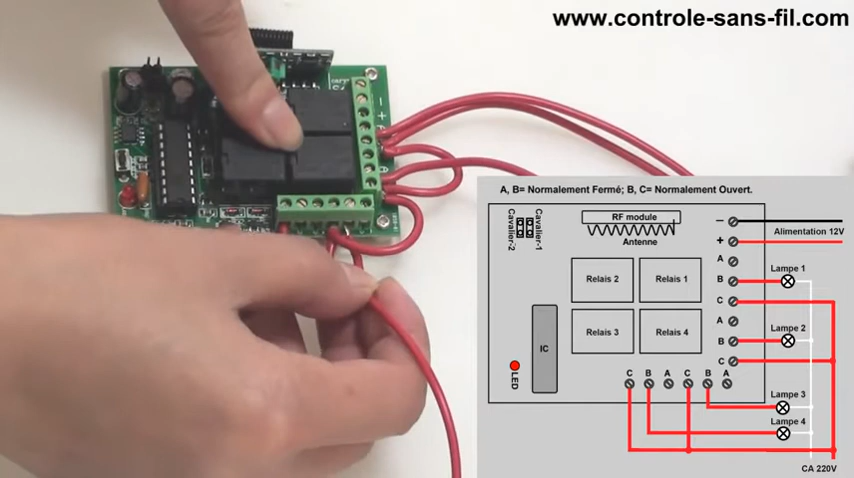 www.controle-sans-fil.com
A, B= Normalement Fermé; B, C= Normalement Ouvert.
Cavalier-2
Cavalier-1
RF module
Antenne
−
Alimentation 12V
+
A
Lampe 1
B
C
A
Lampe 2
B
C
Relais 2
Relais 1
Relais 3
Relais 4
IC
LED
C B A C B A
Lampe 3
Lampe 4
CA 220V